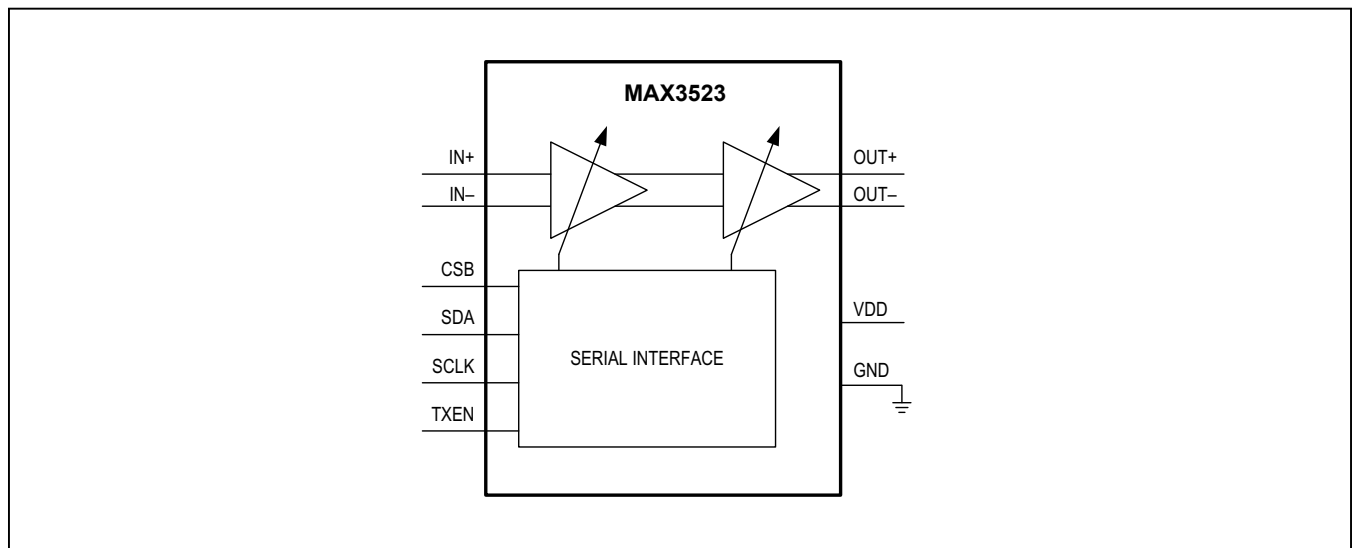 MAX3523
IN+
IN–
OUT+
OUT–
CSB
SDA
SCLK
TXEN
SERIAL INTERFACE
VDD
GND